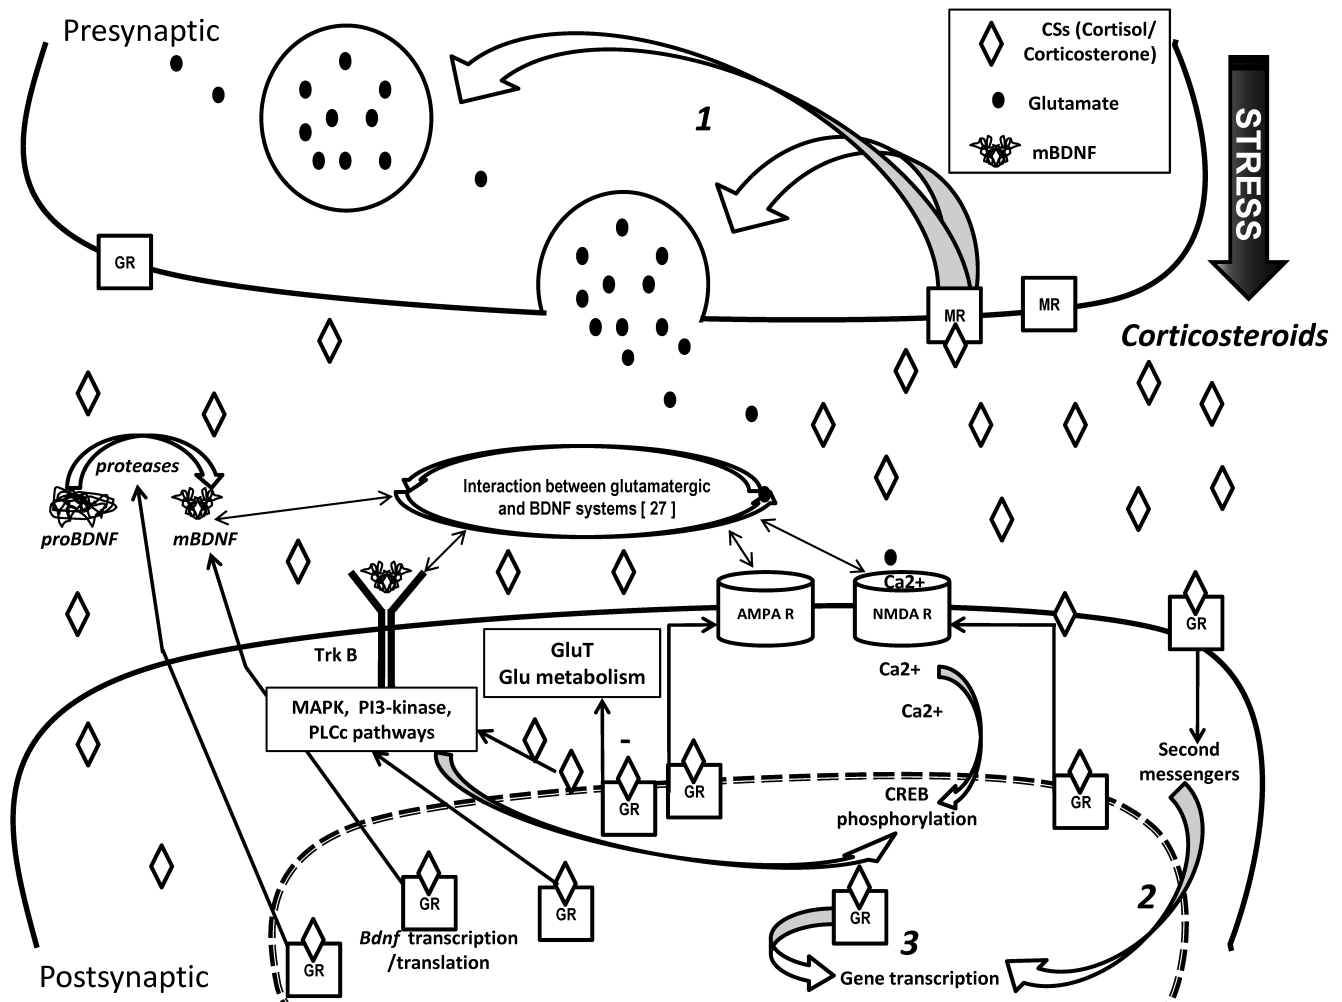 Presynaptic
CSs (Cortisol/
Corticosterone)
Glutamate
mBDNF
STRESS
1
GR
MR
MR
Corticosteroids
proteases
proBDNF
mBDNF
Interaction between glutamatergic
and BDNF systems [ 27 ]
Ca2+
AMPA R
NMDA R
GR
Trk B
GluT
Glu metabolism
Ca2+
Ca2+
MAPK, PI3-kinase,
PLCc pathways
-
Second
messengers
GR
GR
GR
CREB
phosphorylation
GR
GR
GR
2
3
Bdnf transcription
/translation
GR
Gene transcription
Postsynaptic